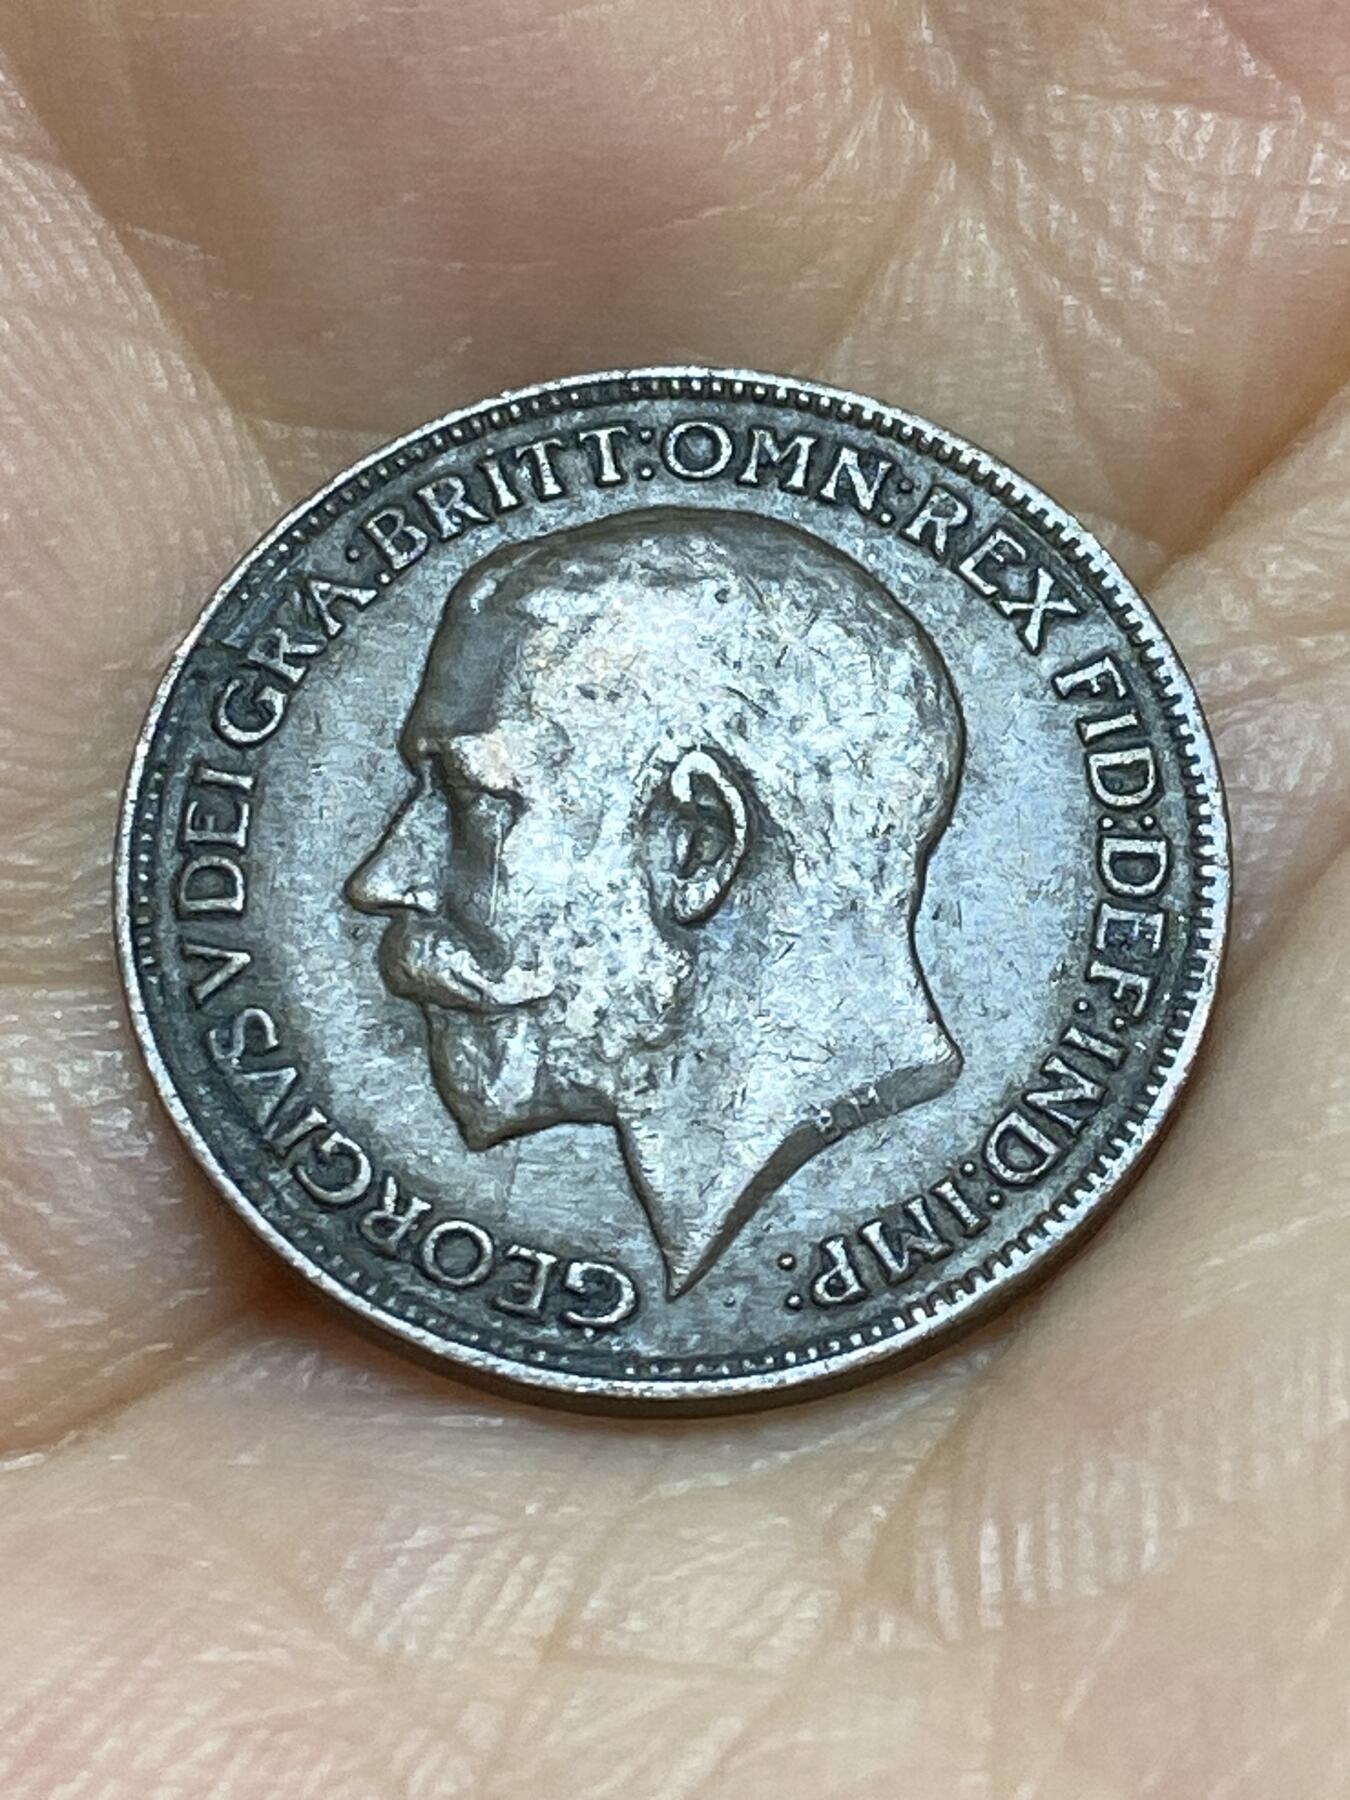 GEORGIVS V DEI GRA: BRITT: OMN: REX FID: DEF: IND: IMP: